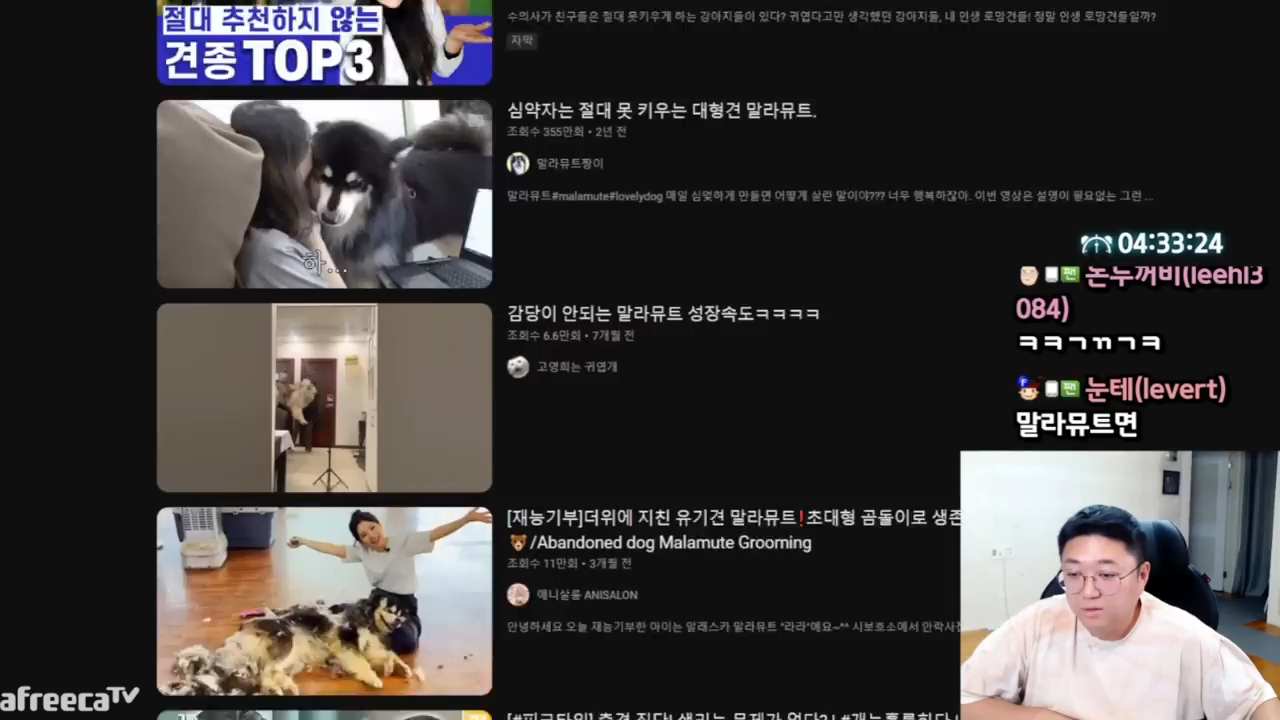 절대 추천하지 않는
견종 TOP3
수의사가 친구들은 절대 못키우게 하는 강아지들이 있다? 귀엽다고만 생각했던 강아지들, 내 인생 로망견들! 정말 인생 로망견들일까?
자막
심약자는 절대 못 키우는 대형견 말라뮤트.
조회수 355만회 • 2년 전
말라뮤트짱이
말라뮤트#malamute#lovelydog 매일 심멎하게 만들면 어떻게 살란 말이야??? 너무 행복하잖아. 이번 영상은 설명이 필요없는 그런 ...
하...
04:33:24
팬 돈두꺼비(leehl3
084)
ㅋㅋㄱㄲㄱㅋ
팬 눈테(levert)
말라뮤트면
감당이 안되는 말라뮤트 성장속도ㅋㅋㅋㅋ
조회수 6.6만회 • 7개월 전
고영희는 귀엽개
[재능기부]더위에 지친 유기견 말라뮤트❗초대형 곰돌이로 생존
🐻/Abandoned dog Malamute Grooming
조회수 11만회 • 3개월 전
애니살롱 ANISALON
안녕하세요 오늘 재능기부한 아이는 알래스카 말라뮤트 "라라"예요~^^ 시보호소에서 안락사
afreecaTV